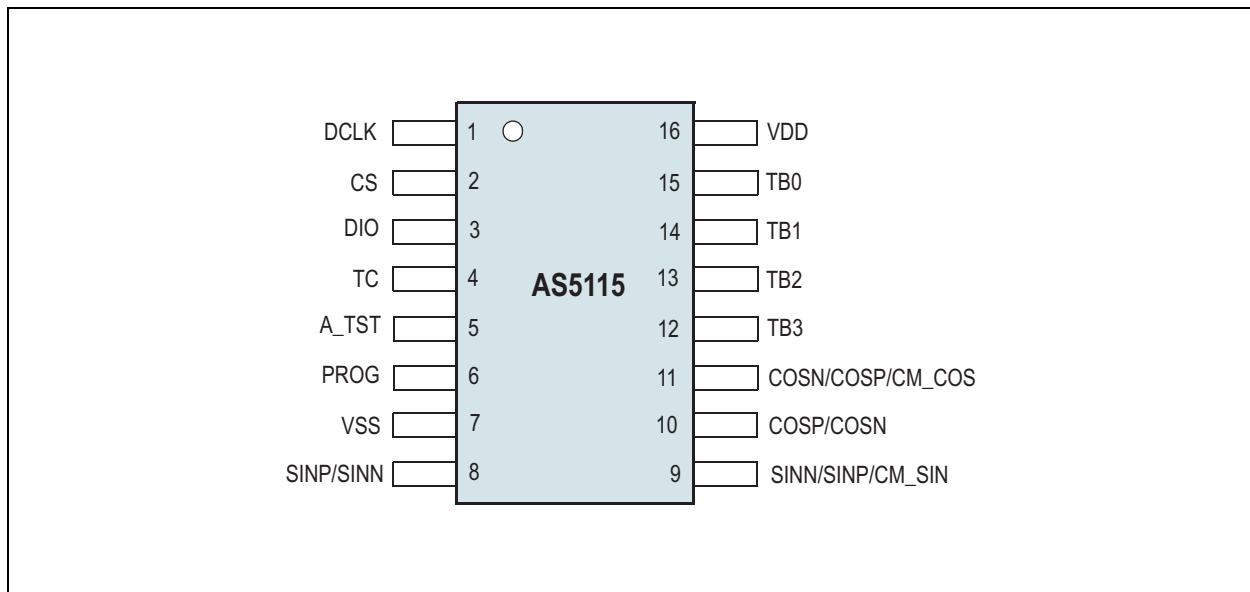 DCLK 1 16 VDD
CS 2 15 TB0
DIO 3 14 TB1
TC 4 AS5115 13 TB2
A_TST 5 12 TB3
PROG 6 11 COSN/COSP/CM_COS
VSS 7 10 COSP/COSN
SINP/SINN 8 9 SINN/SINP/CM_SIN